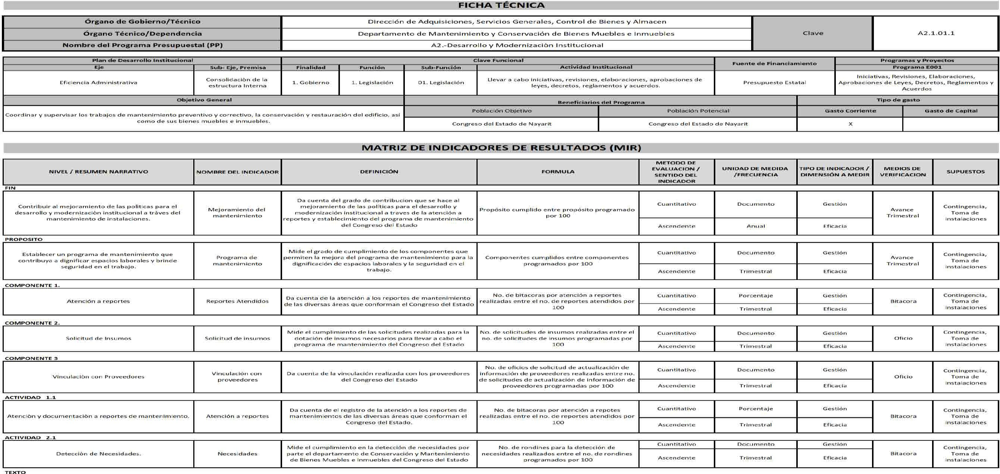 FICHA TÉCNICA
Órgano de Gobierno/Técnico
Dirección de Adquisiciones, Servicios Generales, Control de Bienes y Almacen
Órgano Técnico/Dependencia
Departamento de Mantenimiento y Conservación de Bienes Muebles e Inmuebles
Clave
A2.1.01.1
Nombre del Programa Presupuestal (PP)
A2.-Desarrollo y Modernizaciòn Institucional
Plan de Desarrollo Institucional
Clave Funcional
Fuente de Financiamiento
Programas y Proyectos
Eje
Sub- Eje, Premisa
Finalidad
Función
Sub-Función
Actividad Institucional
Programa E001
Eficiencia Administrativa
Consolidaciòn de la
estructura Interna
1. Gobierno
1. Legislación
01. Legislación
Llevar a cabo iniciativas, revisiones, elaboraciones, aprobaciones de
leyes, decretos, reglamentos y acuerdos.
Presupuesto Estatal
Iniciativas, Revisiones, Elaboraciones,
Aprobaciones de Leyes, Decretos, Reglamentos y
Acuerdos
Objetivo General
Beneficiarios del Programa
Tipo de gasto
Coordinar y supervisar los trabajos de mantenimiento preventivo y correctivo, la conservación y restauración del edificio, así
como de sus bienes muebles e inmuebles.
Población Objetivo
Población Potencial
Gasto Corriente
Gasto de Capital
Congreso del Estado de Nayarit
Congreso del Estado de Nayarit
X
MATRIZ DE INDICADORES DE RESULTADOS (MIR)
NIVEL / RESUMEN NARRATIVO
NOMBRE DEL INDICADOR
DEFINICIÓN
FORMULA
METODO DE
EVALUACION /
SENTIDO DEL
INDICADOR
UNIDAD DE MEDIDA
/FRECUENCIA
TIPO DE INDICADOR /
DIMENSIÓN A MEDIR
MEDIOS DE
VERIFICACION
SUPUESTOS
FIN
Contribuir al mejoramiento de las polìticas para el
desarrollo y modernizaciòn institucional a tràves del
mantenimiento de instalaciones.
Mejoramiento del
mantenimiento
Da cuenta del grado de contribucion que se hace al
mejoramiento de las políticas para el desarrollo y
modernización institucional a traves de la atención a
reportes y establecimiento del programa de mantenimiento
del Congreso del Estado
Propósito cumplido entre propósito programado
por 100
Cuantitativo
Documento
Gestión
Ascendente
Anual
Eficacia
Avance
Trimestral
Contingencia,
Toma de
instalaciones
PROPOSITO
Establecer un programa de mantenimiento que
contribuya a dignificar espacios laborales y brinde
seguridad en el trabajo.
Programa de
mantenimiento
Mide el grado de cumplimiento de los componentes que
permiten la mejora del programa de mantenimiento para la
dignificación de espacios laborales y la seguridad en el
trabajo.
Componentes cumplidos entre componentes
programados por 100
Cuantitativo
Documento
Gestión
Ascendente
Trimestral
Eficacia
Avance
Trimestral
Contingencia,
Toma de
instalaciones
COMPONENTE 1.
Atención a reportes
Reportes Atendidos
Da cuenta de la atención a los reportes de mantenimiento
de las diversas áreas que conforman el Congreso del Estado
No. de bitacoras por atención a reportes
realizadas entre el no. de reportes atendidos por
100
Cuantitativo
Porcentaje
Gestión
Ascendente
Trimestral
Eficacia
Bitacora
Contingencia,
Toma de
instalaciones
COMPONENTE 2.
Solicitud de Insumos
Solicitud de insumos
Mide el cumplimiento de las solicitudes realizadas para la
dotación de insumos necesarios para llevar a cabo el
programa de mantenimiento del Congreso del Estado
No. de solicitudes de insumos realizadas entre el
no. de solicitudes de insumos programadas por
100
Cuantitativo
Documento
Gestión
Ascendente
Trimestral
Eficacia
Oficio
Contingencia,
Toma de
instalaciones
COMPONENTE 3
Vinculaciòn con Proveedores
Vinculación con
proveedores
Da cuenta de la vinculación realizada con los proveedores
del Congreso del Estado
No. de oficios de solicitud de actualización de
información de proveedores realizadas entre no.
de solicitudes de actualización de información de
proveedores programadas por 100
Cuantitativo
Documento
Gestión
Ascendente
Trimestral
Eficacia
Oficio
Contingencia,
Toma de
instalaciones
ACTIVIDAD 1.1
Atenciòn y documentaciòn a reportes de mantenimiento.
Atención a reportes
Da cuenta de el registro de la atención a los reportes de
mantenimientos de las diversas áreas que conforman el
Congreso del Estado.
No. de bitacoras por atención a repotes
realizadas entre el no. de reportes atendidos por
100
Cuantitativo
Porcentaje
Gestión
Ascendente
Trimestral
Eficacia
Bitacora
Contingencia,
Toma de
instalaciones
ACTIVIDAD 2.1
Detecciòn de Necesidades.
Necesidades
Mide el cumplimiento en la detección de necesidades por
parte el departamento de Conservación y Mantenimiento
de Bienes Muebles e Inmuebles del Congreso del Estado
No. de rondines para la detección de
necesidades realizados entre el no. de rondines
programados por 100
Cuantitativo
Documento
Gestión
Ascendente
Trimestral
Eficacia
Bitacora
Contingencia,
Toma de
instalaciones
TEXTO